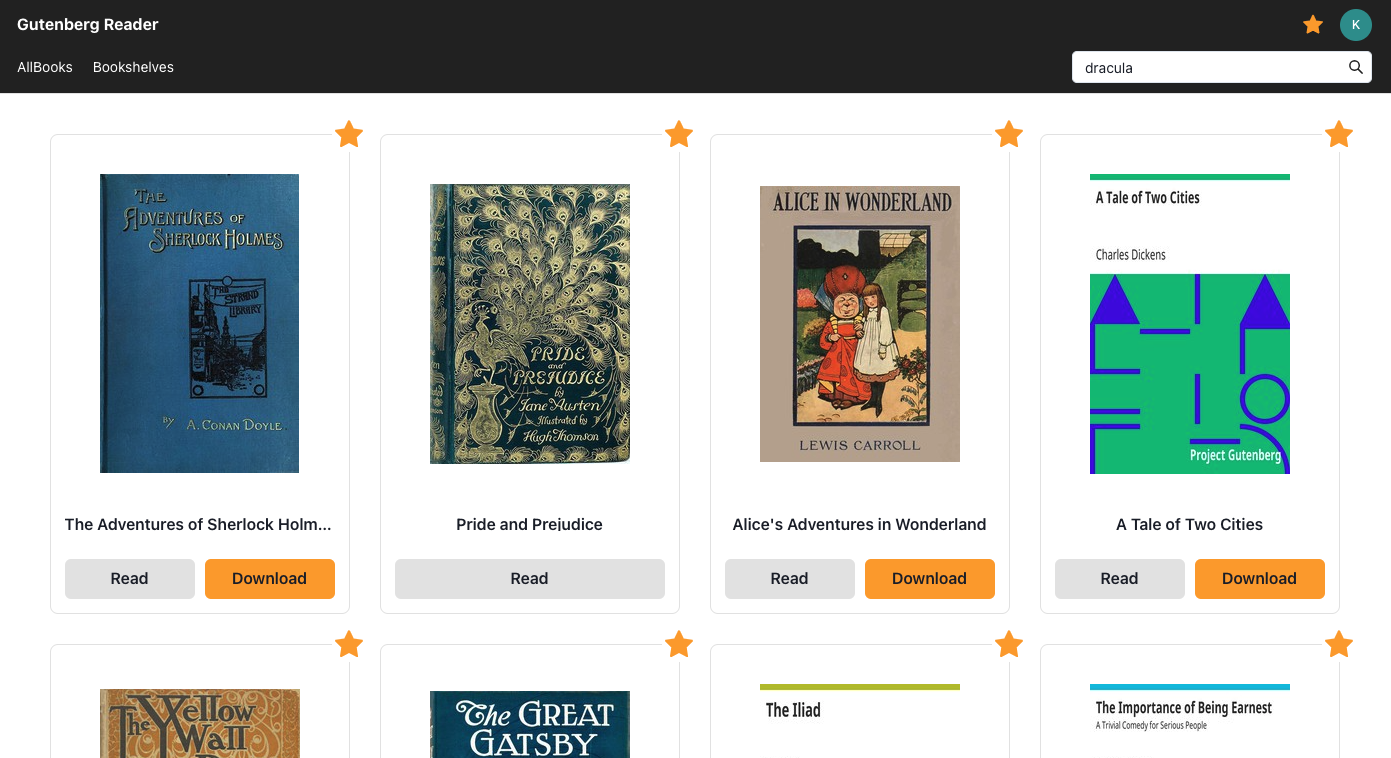 Gutenberg Reader
K
AllBooks Bookshelves
dracula
THE
ADVENTURES OF
SHERLOCK HOLMES
THE
STRAND
LIBRARY
BY A. CONAN DOYLE
The Adventures of Sherlock Holm...
Read Download
PRIDE
and
PREJUDICE
by
Jane Austen
Illustrated by
Hugh Thomson
Pride and Prejudice
Read
ALICE IN WONDERLAND
LEWIS CARROLL
Alice's Adventures in Wonderland
Read Download
A Tale of Two Cities
Charles Dickens
Project Gutenberg
A Tale of Two Cities
Read Download
The Yellow
Wall
The GREAT
GATSBY
The Iliad
The Importance of Being Earnest
A Trivial Comedy for Serious People